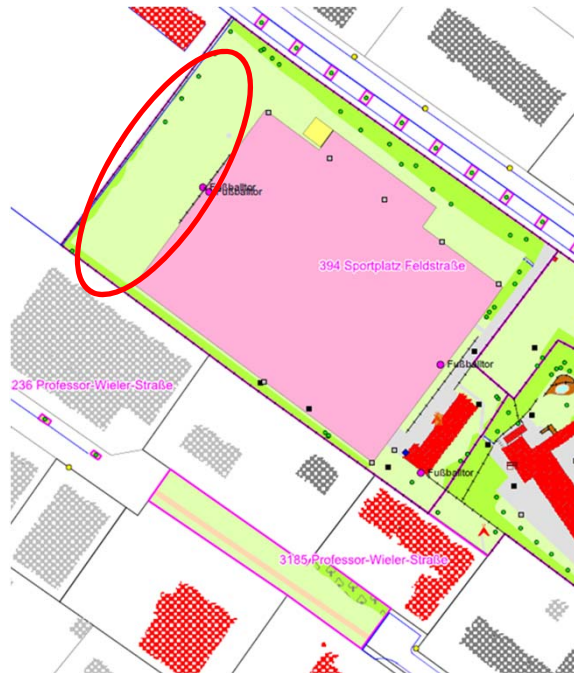 Fußballtor
Fußballtor
394 Sportplatz Feldstraße
Fußballtor
236 Professor-Wieler-Straße
Fußballtor
3185 Professor-Wieler-Straße